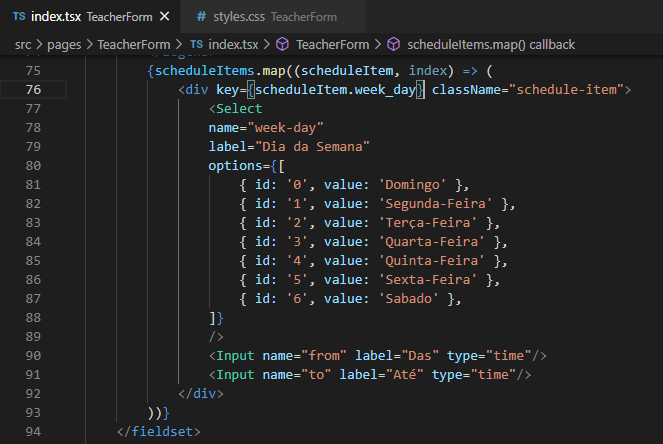 TS index.tsx TeacherForm × # styles.css TeacherForm
src > pages > TeacherForm > TS index.tsx > TeacherForm > scheduleItems.map() callback
75 {scheduleItems.map((scheduleItem, index) => (
76 <div key={scheduleItem.week_day} className="schedule-item">
77 <Select
78 name="week-day"
79 label="Dia da Semana"
80 options={[
81 { id: '0', value: 'Domingo' },
82 { id: '1', value: 'Segunda-Feira' },
83 { id: '2', value: 'Terça-Feira' },
84 { id: '3', value: 'Quarta-Feira' },
85 { id: '4', value: 'Quinta-Feira' },
86 { id: '5', value: 'Sexta-Feira' },
87 { id: '6', value: 'Sabado' },
88 ]}
89 />
90 <Input name="from" label="Das" type="time"/>
91 <Input name="to" label="Até" type="time"/>
92 </div>
93 ))}
94 </fieldset>